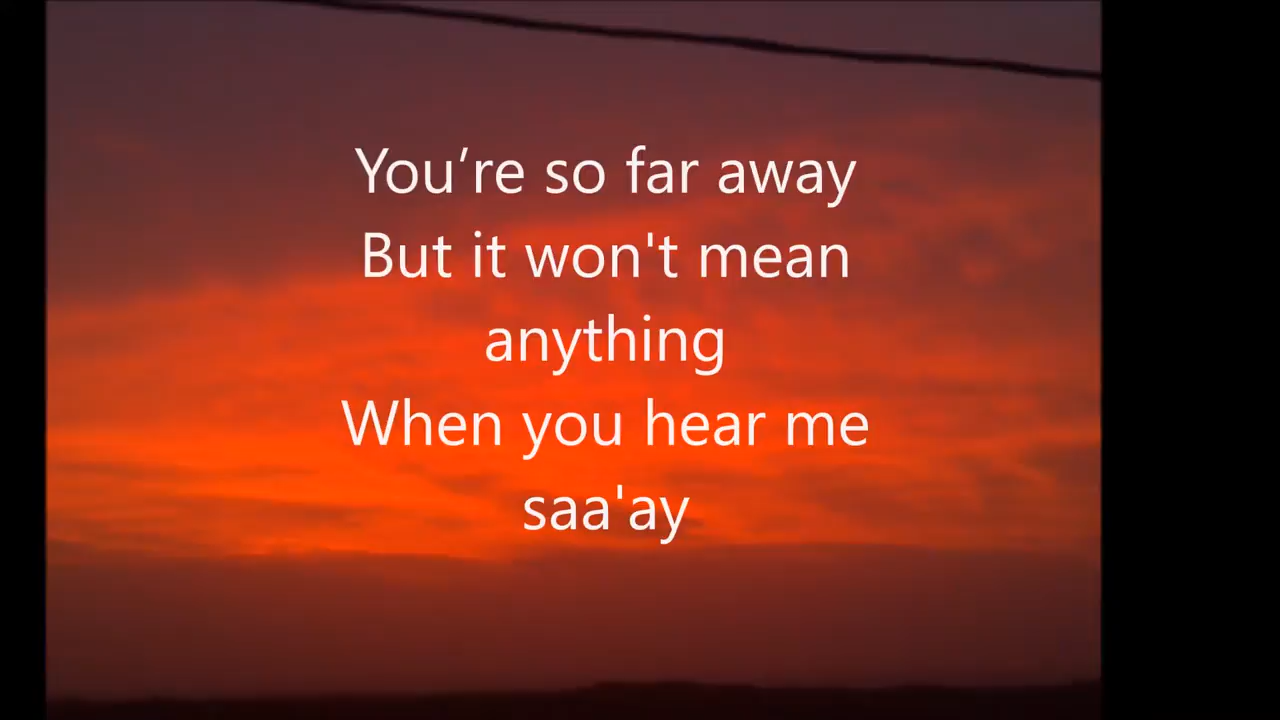 You’re so far away
But it won't mean
anything
When you hear me
saa'ay